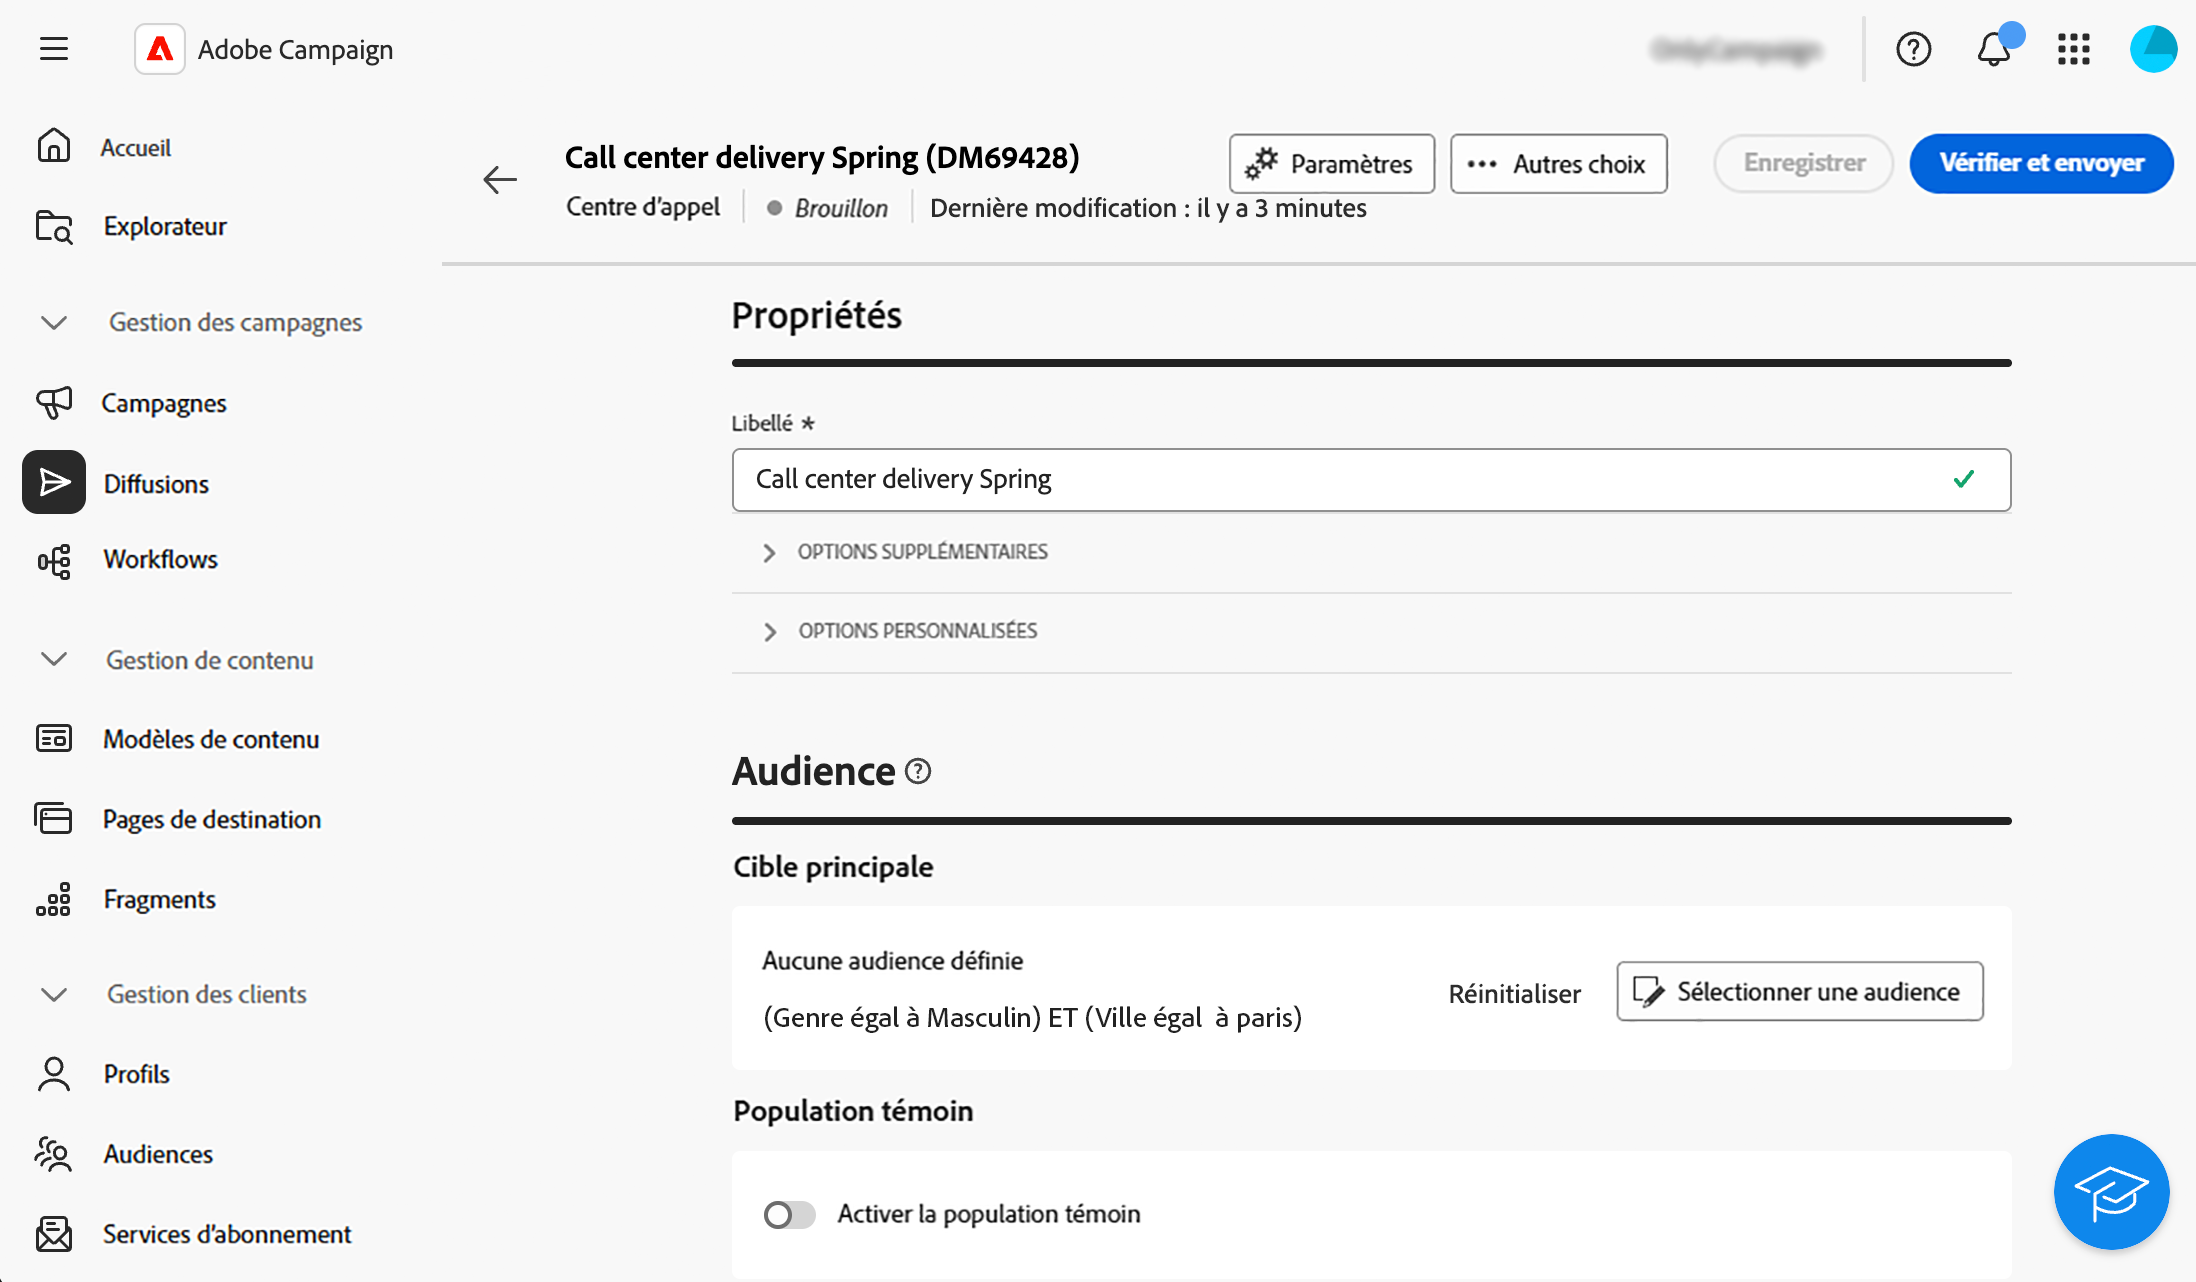 Adobe Campaign
Accueil
Explorateur
Gestion des campagnes
Campagnes
Diffusions
Workflows
Gestion de contenu
Modèles de contenu
Pages de destination
Fragments
Gestion des clients
Profils
Audiences
Services d'abonnement
Call center delivery Spring (DM69428)
Centre d'appel
Brouillon
Dernière modification : il y a 3 minutes
Paramètres
Autres choix
Enregistrer
Vérifier et envoyer
Propriétés
Libellé *
Call center delivery Spring
OPTIONS SUPPLÉMENTAIRES
OPTIONS PERSONNALISÉES
Audience
Cible principale
Aucune audience définie
(Genre égal à Masculin) ET (Ville égal à paris)
Réinitialiser
Sélectionner une audience
Population témoin
Activer la population témoin